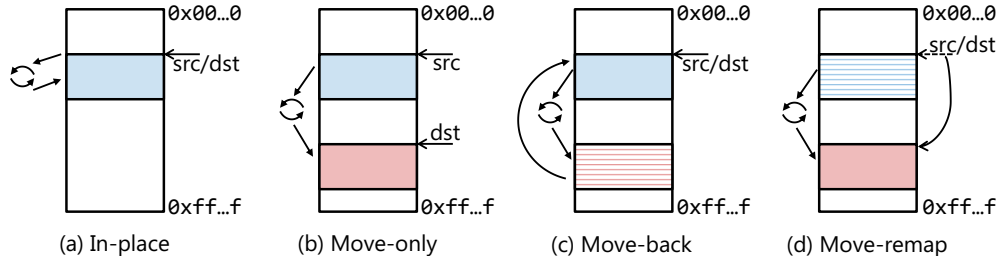 0x00…0
src/dst
0xff…f
(a) In-place
0x00…0
src
dst
0xff…f
(b) Move-only
0x00…0
src/dst
0xff…f
(c) Move-back
0x00…0
src/dst
0xff…f
(d) Move-remap